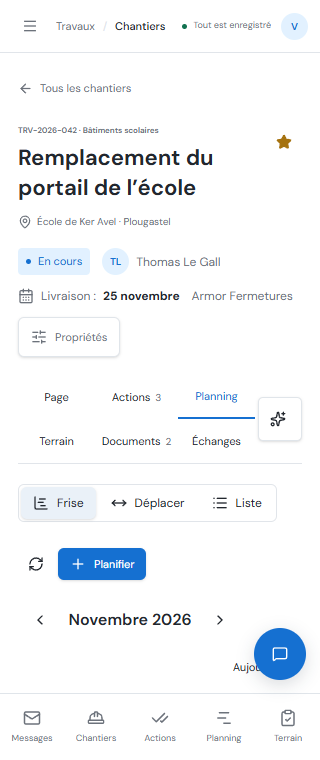 Travaux / Chantiers
Tout est enregistré
V
Tous les chantiers
TRV-2026-042 · Bâtiments scolaires
Remplacement du
portail de l’école
École de Ker Avel · Plougastel
En cours
TL
Thomas Le Gall
Livraison : 25 novembre
Armor Fermetures
Propriétés
Page
Actions 3
Planning
Terrain
Documents 2
Échanges
Frise
Déplacer
Liste
Planifier
Novembre 2026
Messages
Chantiers
Actions
Planning
Terrain